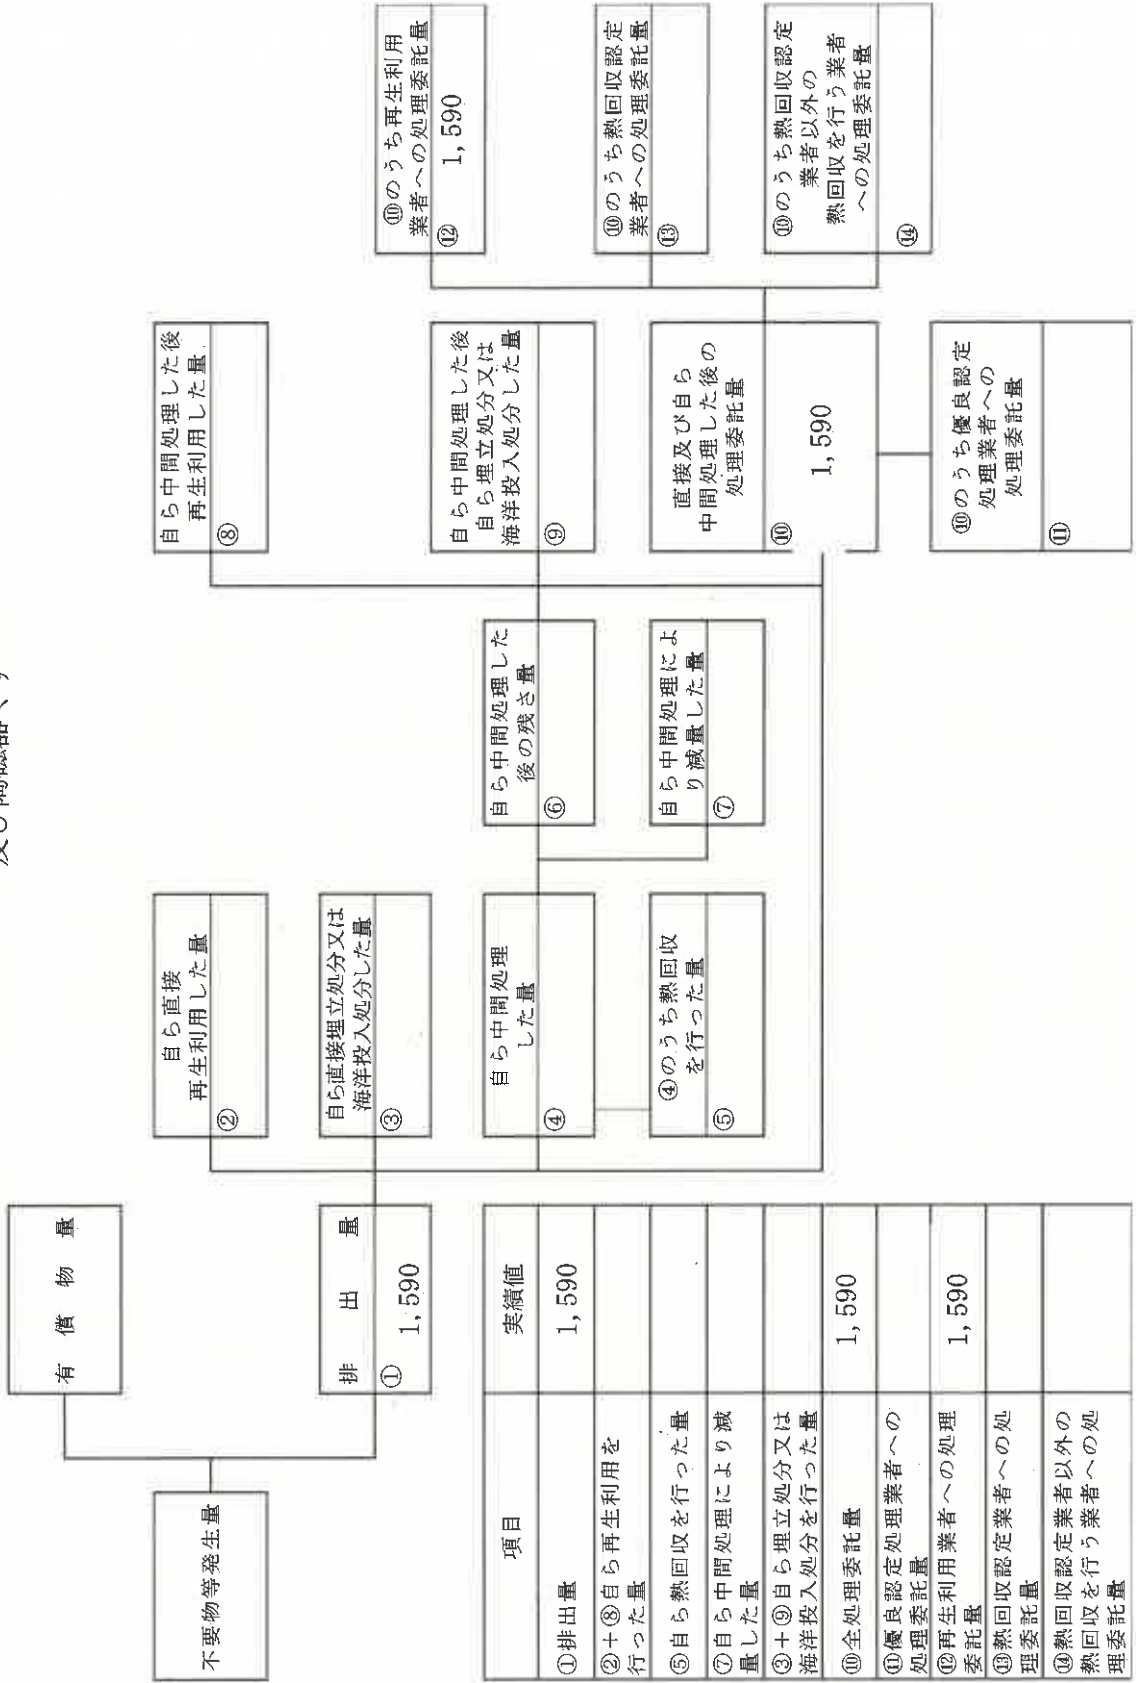 及び陶磁器くず
不要物等発生量
有償物量
排出量
① 1,590
自ら直接
再生利用した量
②
自ら直接埋立処分又は
海洋投入処分した量
③
自ら中間処理
した量
④
④のうち熱回収
を行った量
⑤
自ら中間処理した
後の残さ量
⑥
自ら中間処理によ
り減量した量
⑦
自ら中間処理した後
再生利用した量
⑧
自ら中間処理した後
自ら埋立処分又は
海洋投入処分した量
⑨
直接及び自ら
中間処理した後の
処理委託量
⑩
1,590
⑩のうち優良認定
処理業者への
処理委託量
⑪
⑩のうち再生利用
業者への処理委託量
⑫ 1,590
⑩のうち熱回収認定
業者への処理委託量
⑬
⑩のうち熱回収認定
業者以外の
熱回収を行う業者
への処理委託量
⑭
項目 実績値
①排出量 1,590
②+⑧自ら再生利用を
行った量
⑤自ら熱回収を行った量
⑦自ら中間処理により減
量した量
③+⑨自ら埋立処分又は
海洋投入処分を行った量
⑩全処理委託量 1,590
⑪優良認定処理業者への
処理委託量
⑫再生利用業者への処理
委託量 1,590
⑬熱回収認定業者への処
理委託量
⑭熱回収認定業者以外の
熱回収を行う業者への処
理委託量